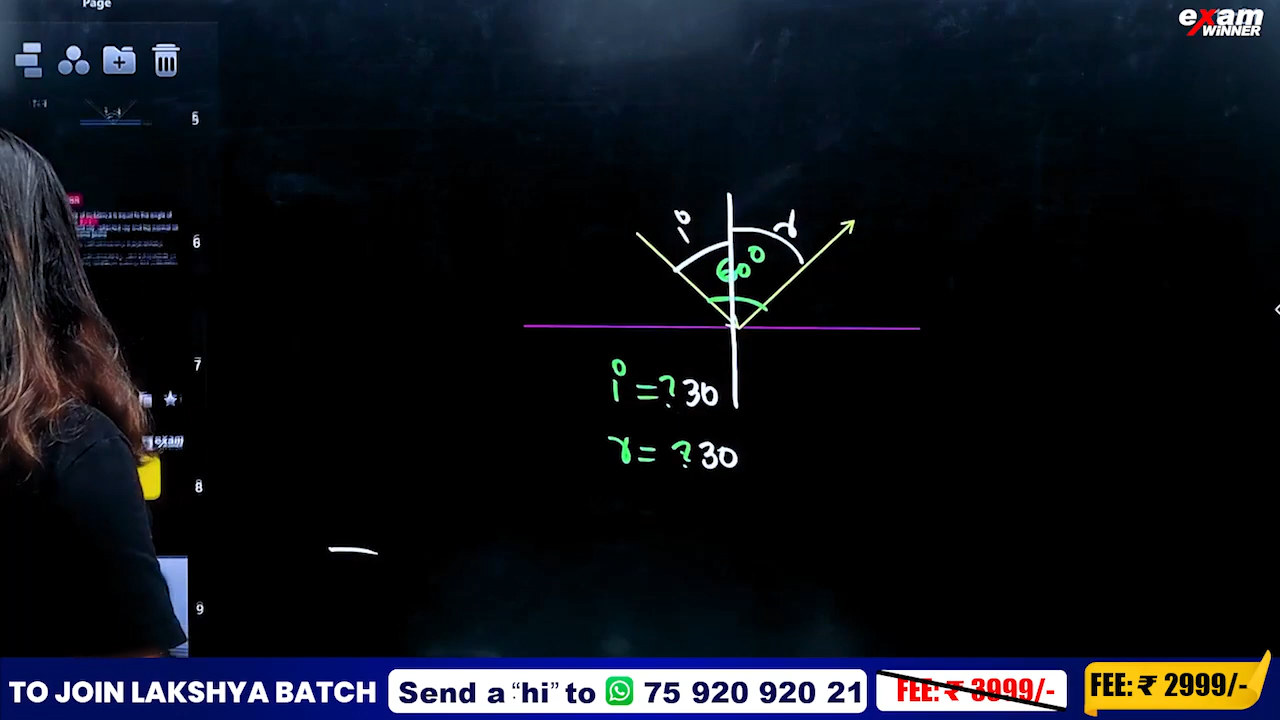 Page
exam
WINNER
5
6
7
8
9
exam
i
r
60°
i = ? 30
r = ? 30
TO JOIN LAKSHYA BATCH
Send a “hi” to 75 920 920 21
FEE: ₹ 3999/-
FEE: ₹ 2999/-